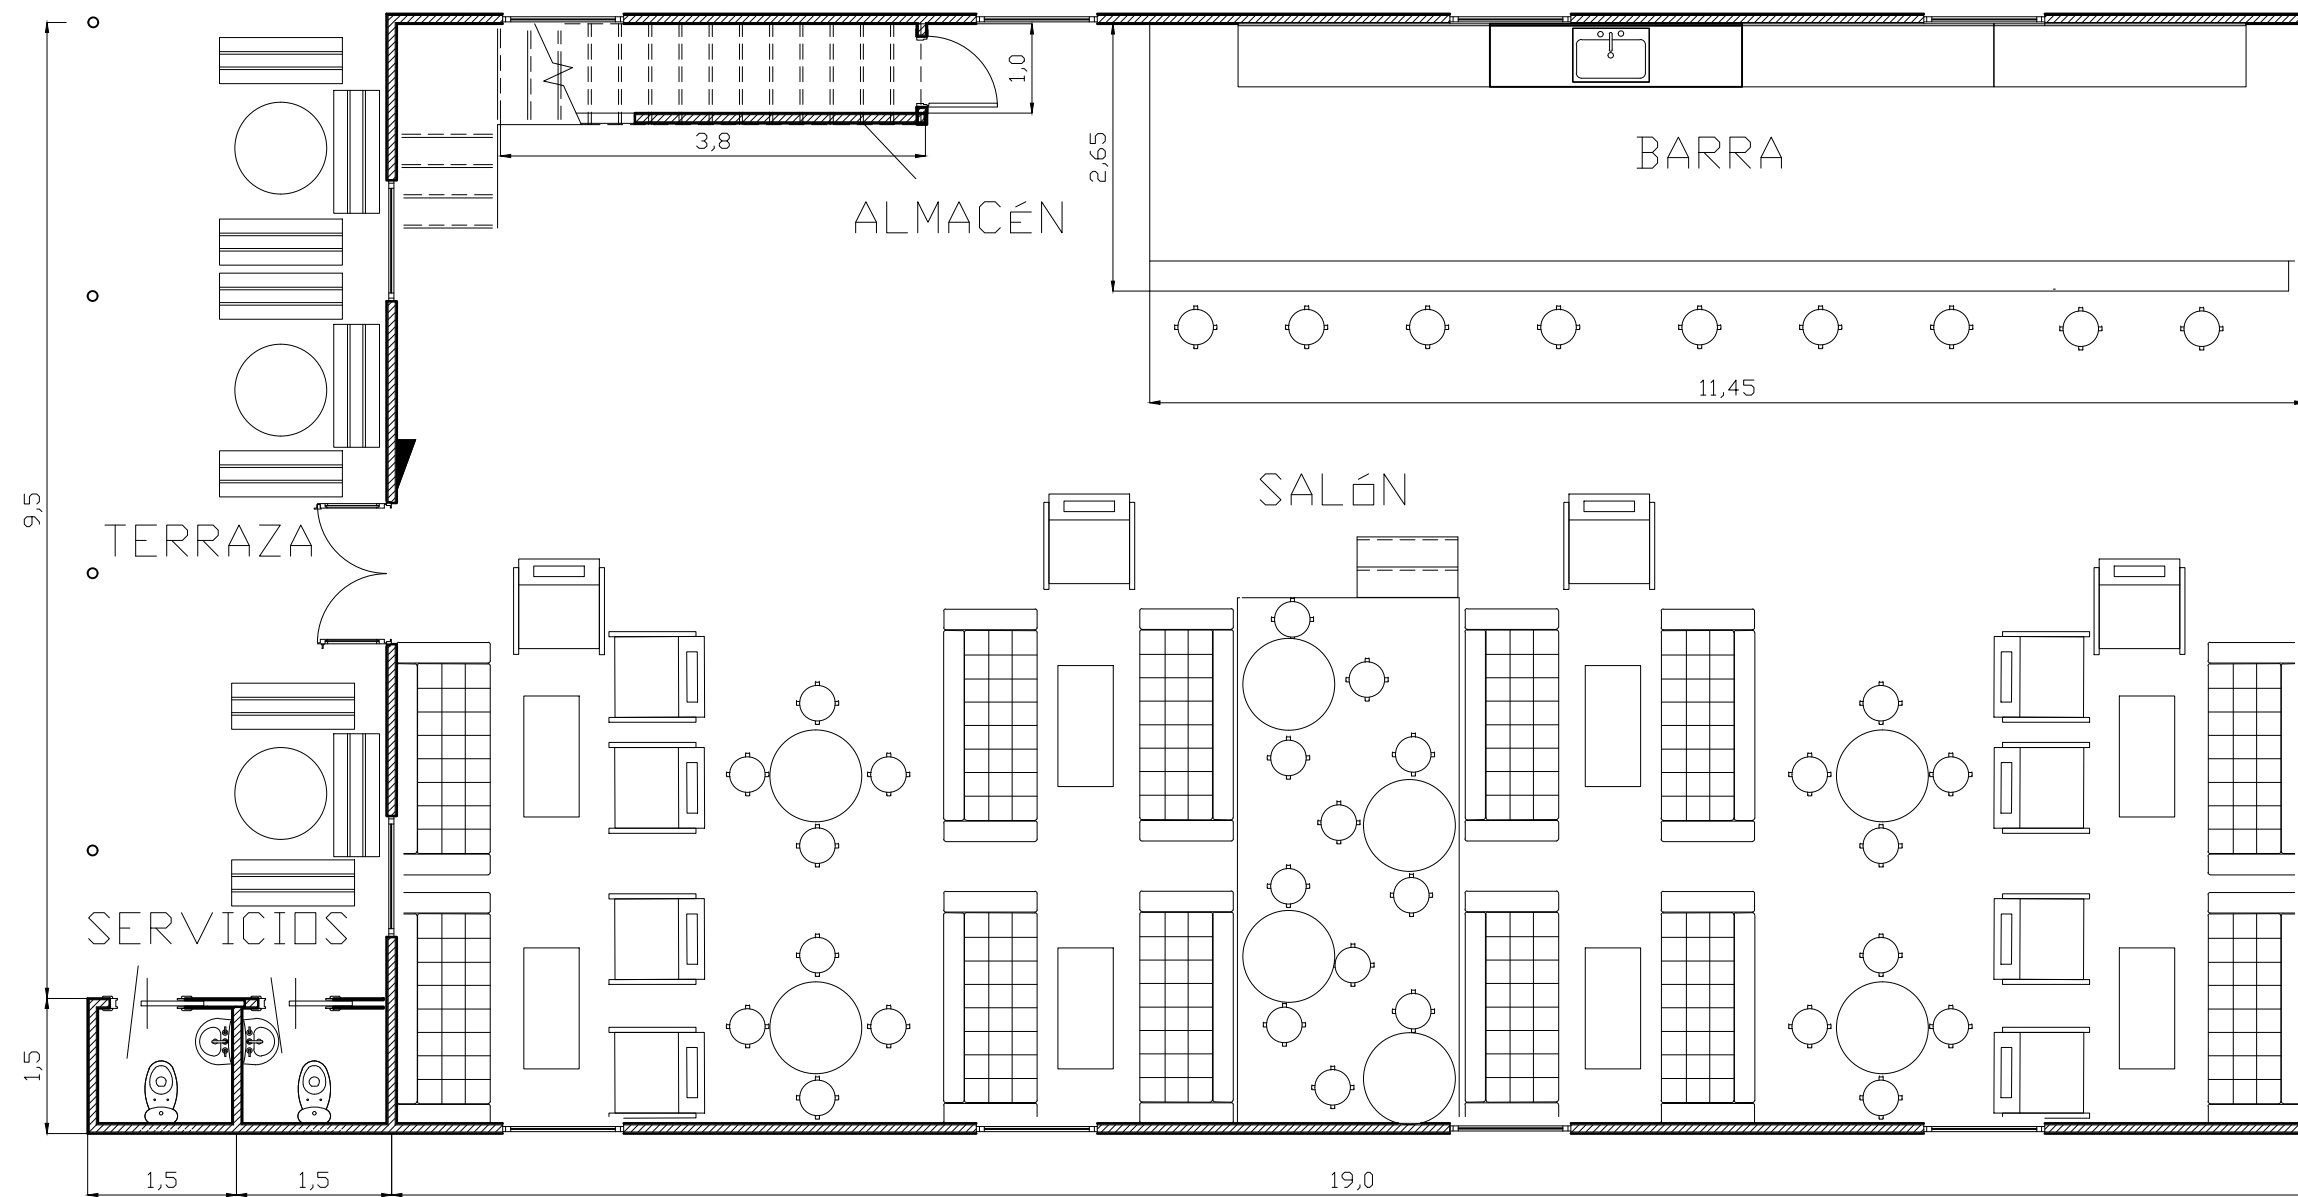 1,0
3,8
2,65
BARRA
ALMACéN
11,45
SALóN
9,5
TERRAZA
SERVICIOS
1,5
1,5
1,5
19,0